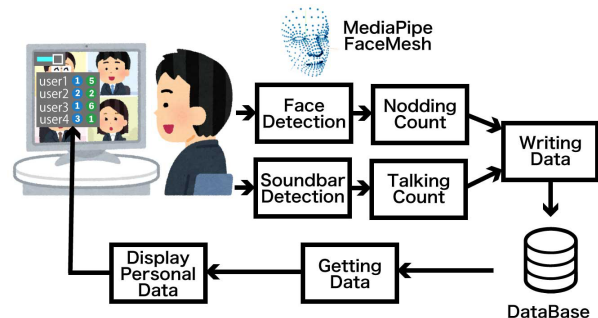 MediaPipe
FaceMesh
user1 1 5
user2 2 2
user3 1 6
user4 3 1
Face
Detection
Nodding
Count
Writing
Data
Soundbar
Detection
Talking
Count
Display
Personal
Data
Getting
Data
DataBase